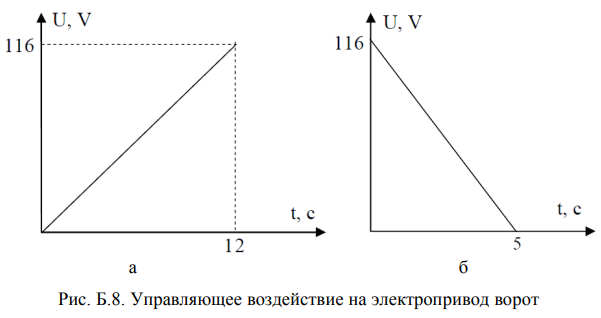 U, V
116
t, c
12
а
U, V
116
t, c
5
б
Рис. Б.8. Управляющее воздействие на электропривод ворот